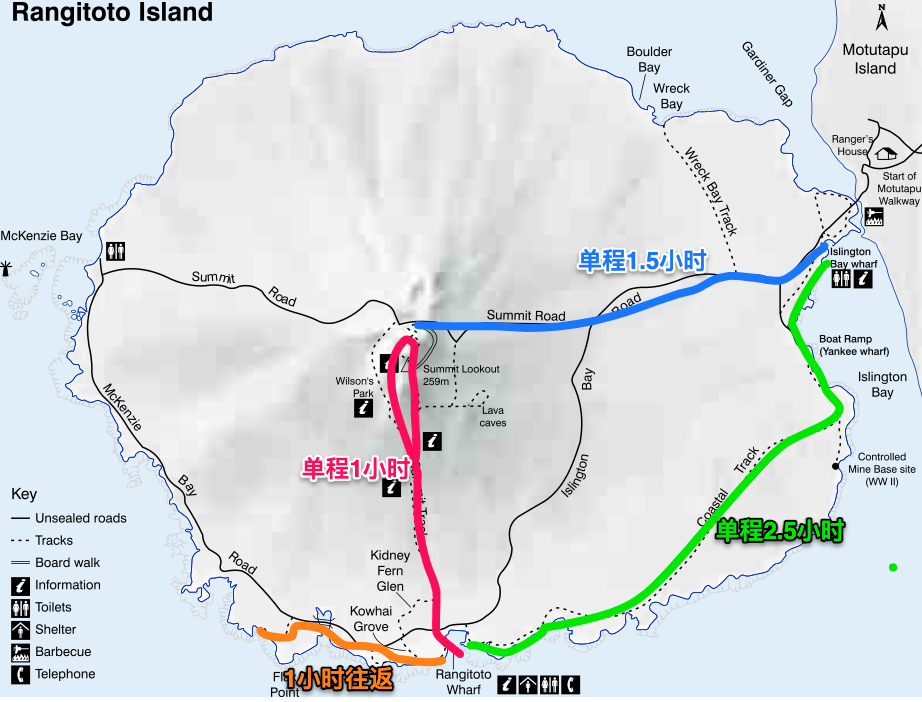 Rangitoto Island
N
Boulder
Bay
Wreck
Bay
Gardiner Gap
Motutapu
Island
Ranger's
House
Start of
Motutapu
Walkway
Wreck Bay Track
McKenzie Bay
单程1.5小时
Islington
Bay wharf
Summit
Road
Summit Road
Road
Boat Ramp
(Yankee wharf)
Summit Lookout
259m
Wilson's
Park
Islington
Bay
Bay
Lava
caves
McKenzie
单程1小时
Islington
Track
Controlled
Mine Base site
(WW II)
Bay
Coastal
单程2.5小时
Key
Unsealed roads
Tracks
Board walk
Information
Toilets
Shelter
Barbecue
Telephone
Road
Kidney
Fern
Glen
Kowhai
Grove
1小时往返
Point
Rangitoto
Wharf